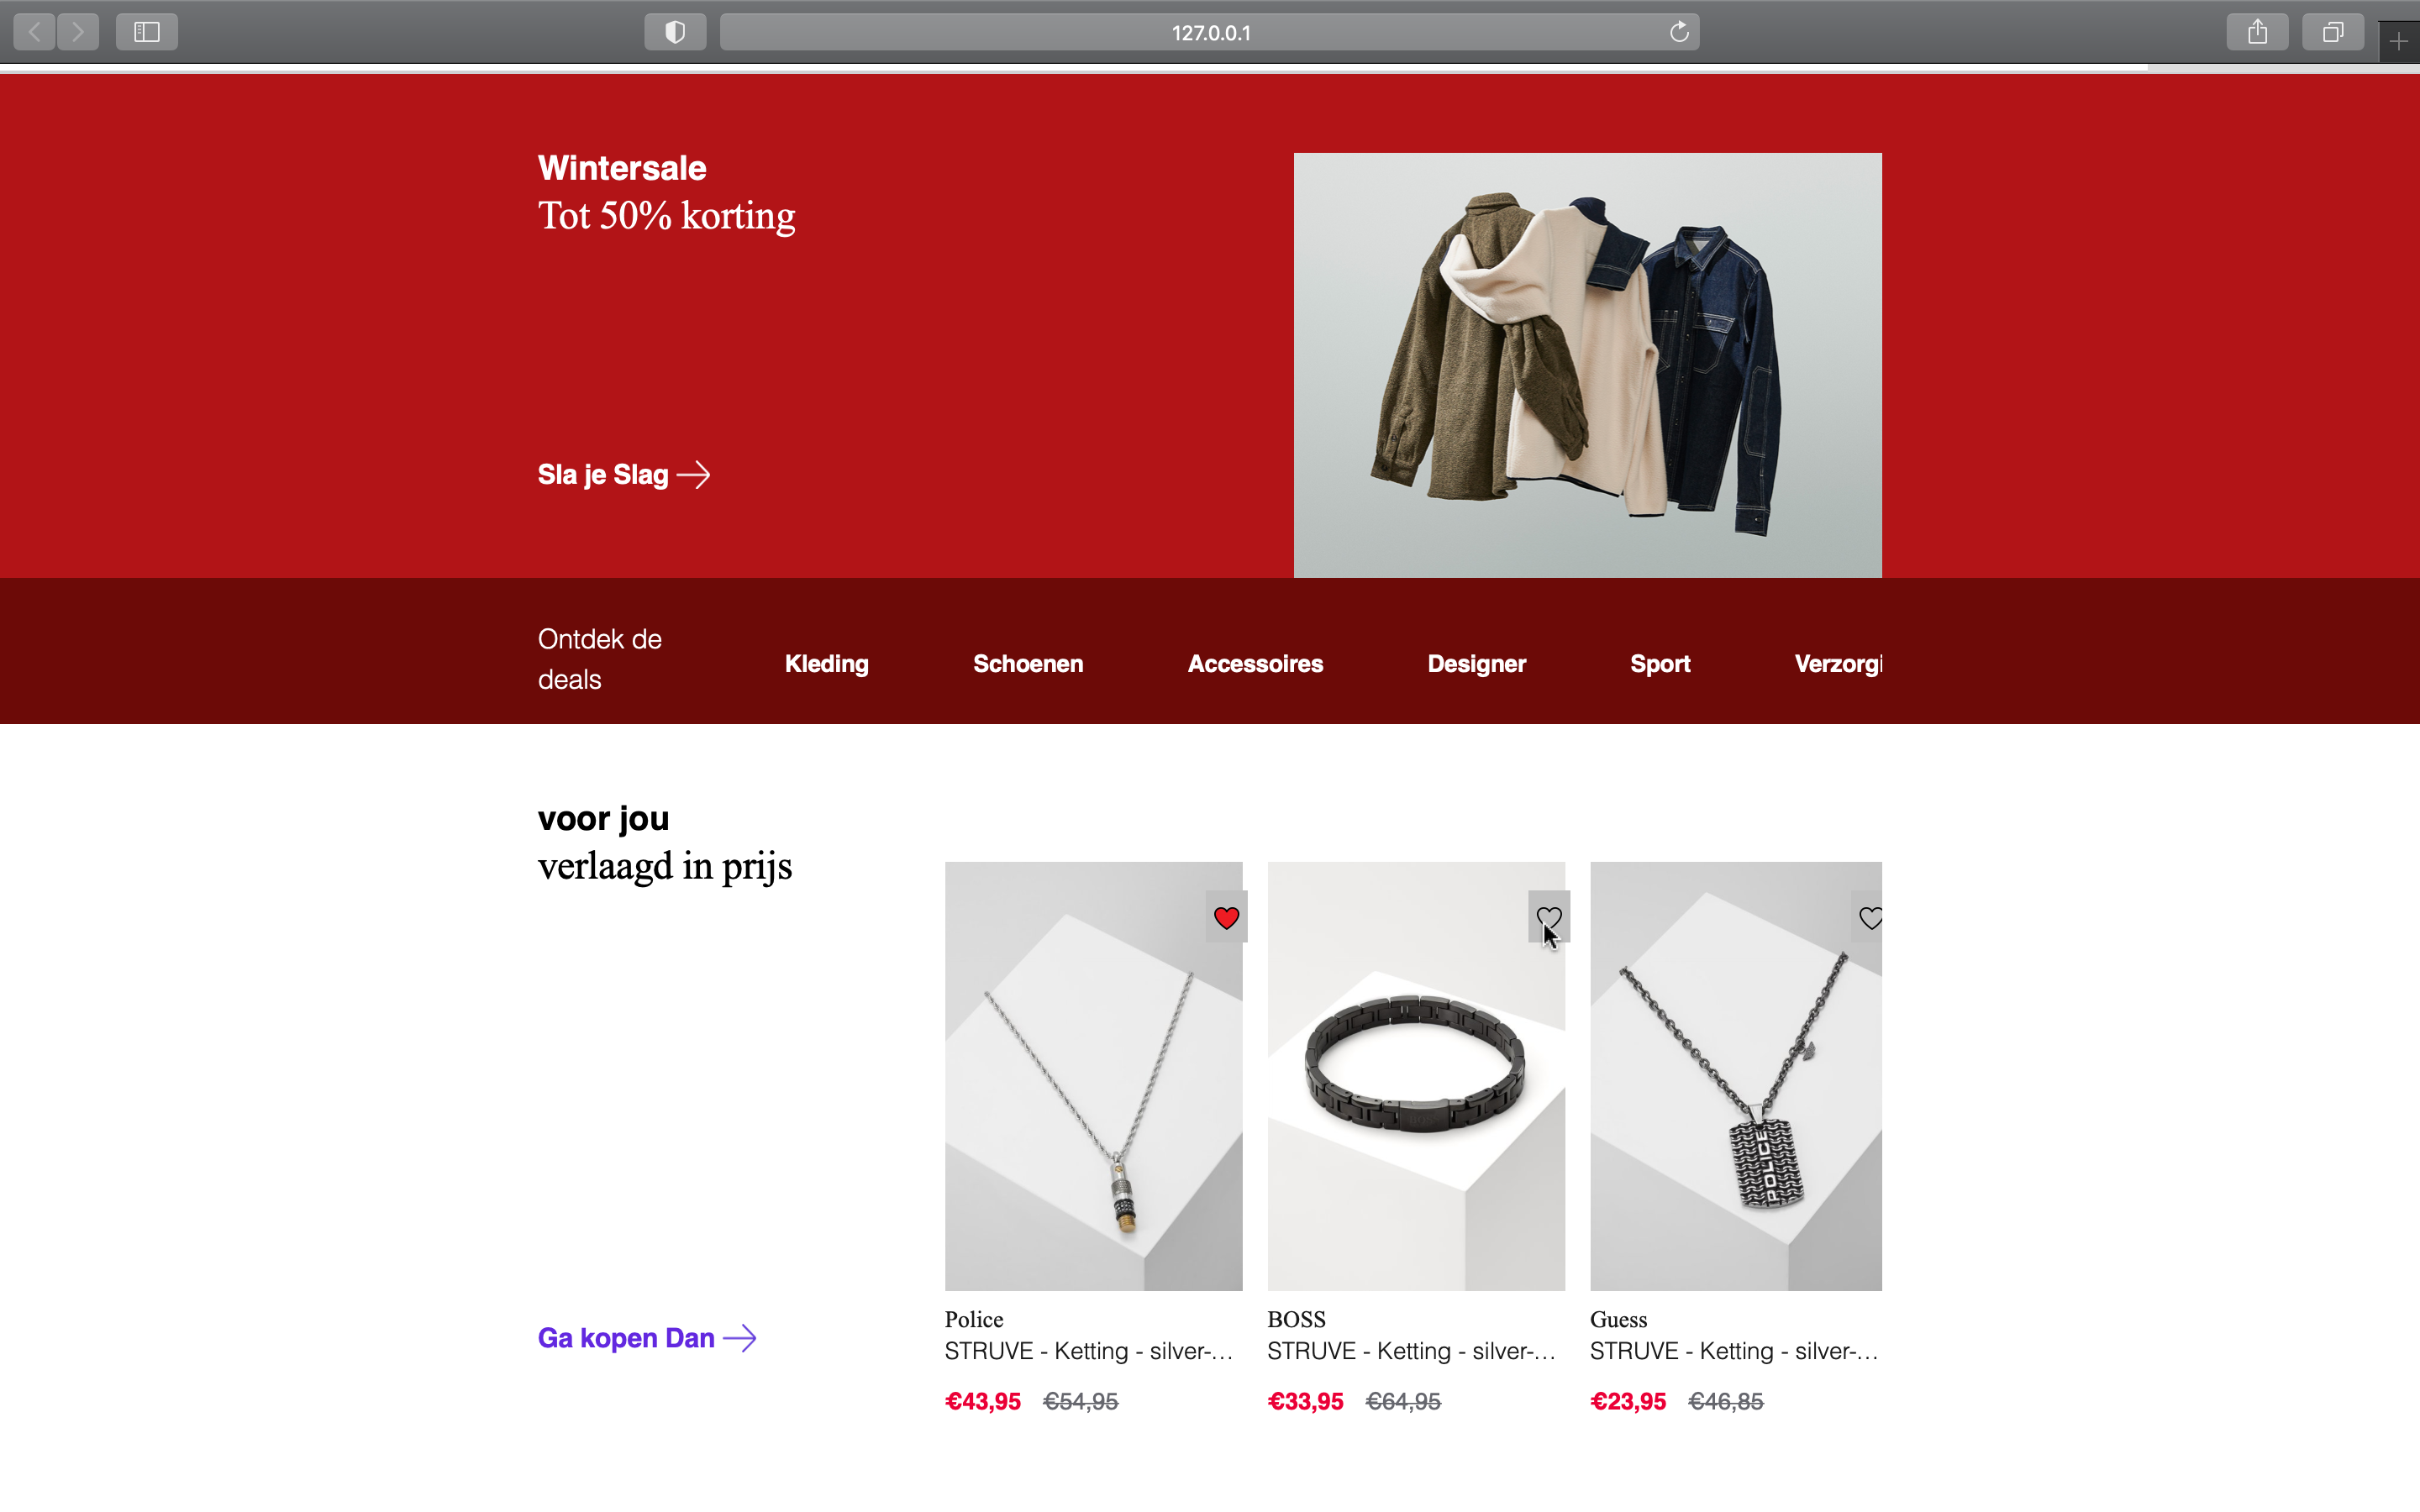 127.0.0.1
Wintersale
Tot 50% korting
Sla je Slag
Ontdek de
deals
Kleding
Schoenen
Accessoires
Designer
Sport
Verzorgi
voor jou
verlaagd in prijs
POLICE
Ga kopen Dan
Police
STRUVE - Ketting - silver-...
€43,95 €54,95
BOSS
STRUVE - Ketting - silver-...
€33,95 €64,95
Guess
STRUVE - Ketting - silver-...
€23,95 €46,85